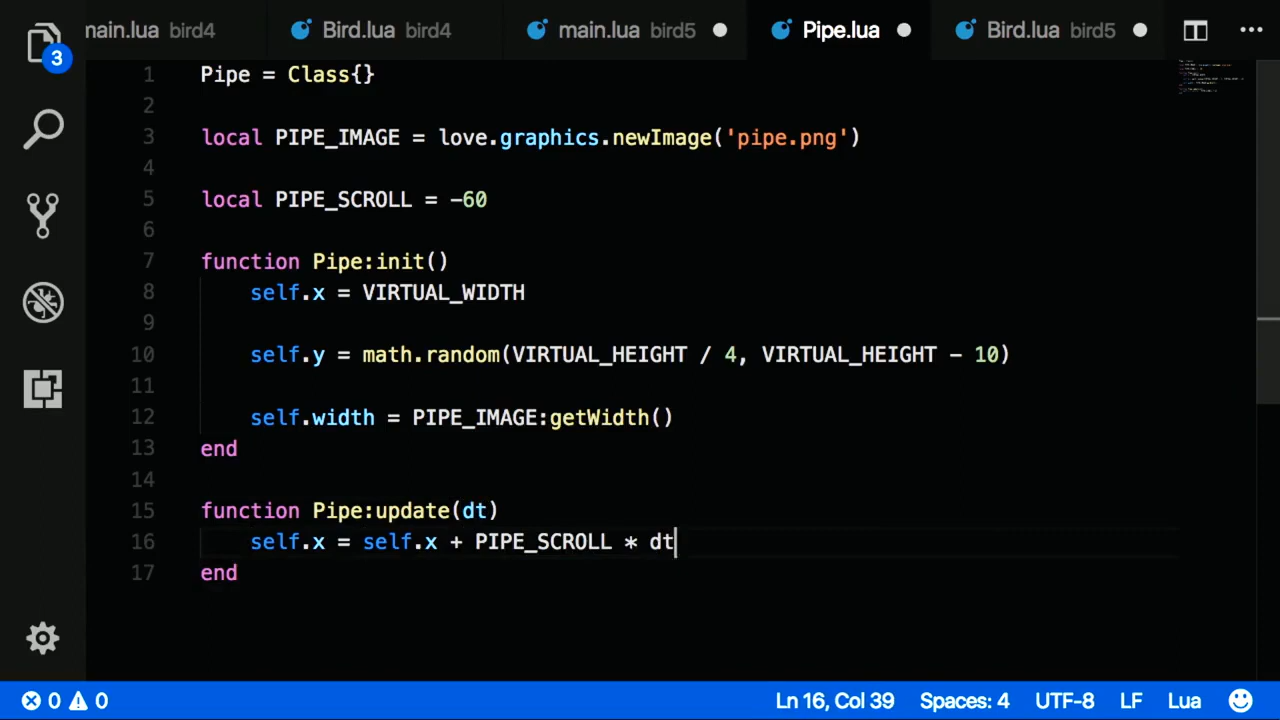 main.lua bird4 Bird.lua bird4 main.lua bird5 Pipe.lua Bird.lua bird5
3
1 Pipe = Class{}
2
3 local PIPE_IMAGE = love.graphics.newImage('pipe.png')
4
5 local PIPE_SCROLL = -60
6
7 function Pipe:init()
8 self.x = VIRTUAL_WIDTH
9
10 self.y = math.random(VIRTUAL_HEIGHT / 4, VIRTUAL_HEIGHT - 10)
11
12 self.width = PIPE_IMAGE:getWidth()
13 end
14
15 function Pipe:update(dt)
16 self.x = self.x + PIPE_SCROLL * dt
17 end
0 0 Ln 16, Col 39 Spaces: 4 UTF-8 LF Lua